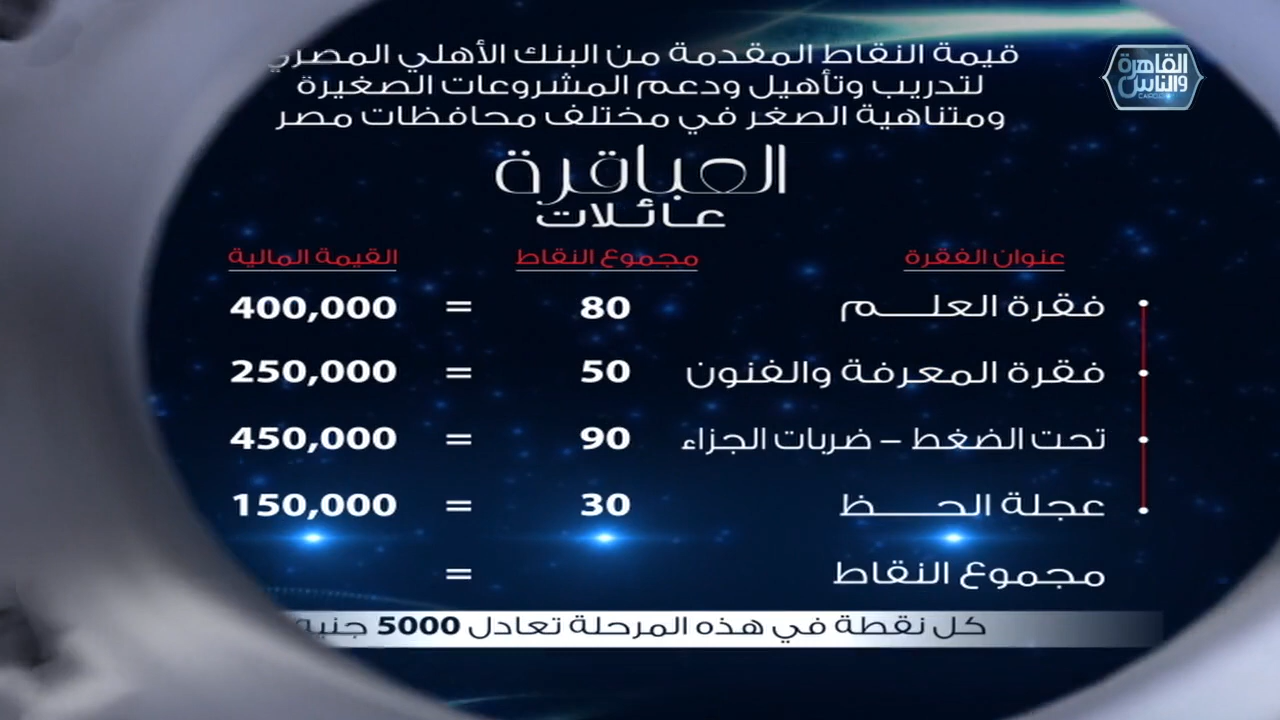 قيمة النقاط المقدمة من البنك الأهلي المصري
لتدريب وتأهيل ودعم المشروعات الصغيرة
ومتناهية الصغر في مختلف محافظات مصر
القاهرة
والناس
العباقرة
عائلات
عنوان الفقرة مجموع النقاط القيمة المالية
فقرة العلم 80 = 400,000
فقرة المعرفة والفنون 50 = 250,000
تحت الضغط – ضربات الجزاء 90 = 450,000
عجلة الحظ 30 = 150,000
مجموع النقاط =
كل نقطة في هذه المرحلة تعادل 5000 جنيه